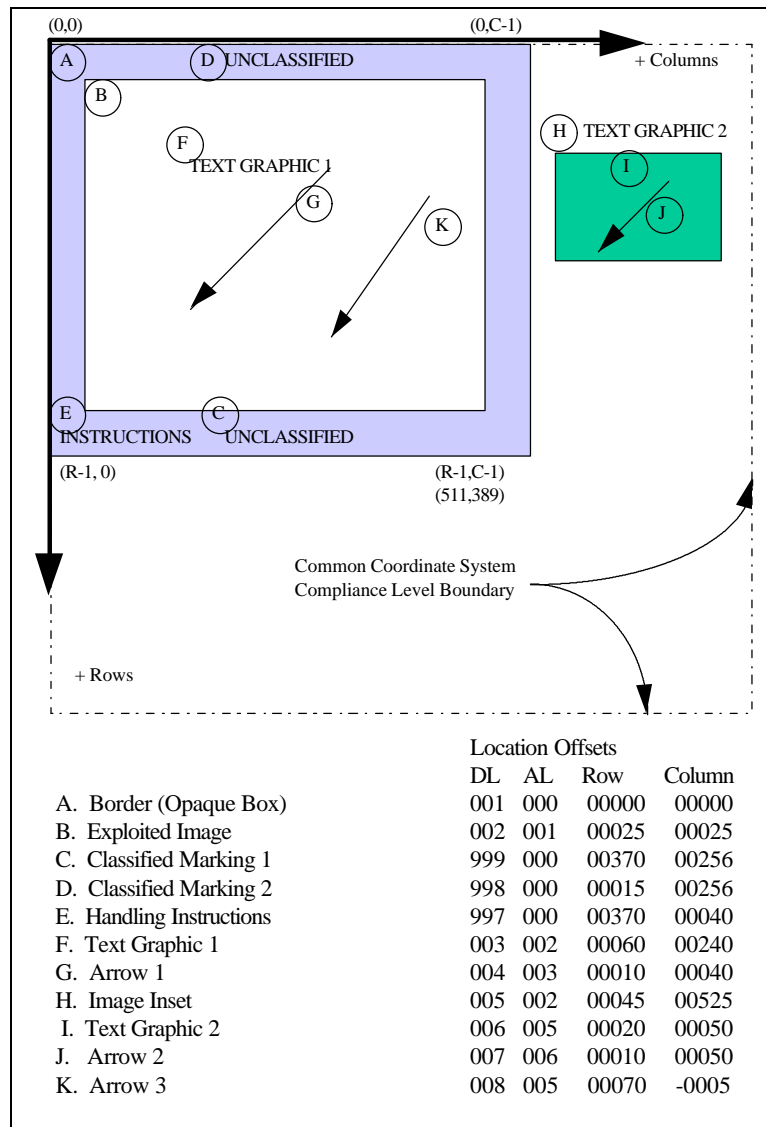 (0,0) (0,C-1)
+ Columns
A D UNCLASSIFIED
B
H TEXT GRAPHIC 2
F
TEXT GRAPHIC 1
I
G
J
K
E C
INSTRUCTIONS UNCLASSIFIED
(R-1, 0) (R-1,C-1)
(511,389)
Common Coordinate System
Compliance Level Boundary
+ Rows
Location Offsets
DL AL Row Column
A. Border (Opaque Box) 001 000 00000 00000
B. Exploited Image 002 001 00025 00025
C. Classified Marking 1 999 000 00370 00256
D. Classified Marking 2 998 000 00015 00256
E. Handling Instructions 997 000 00370 00040
F. Text Graphic 1 003 002 00060 00240
G. Arrow 1 004 003 00010 00040
H. Image Inset 005 002 00045 00525
I. Text Graphic 2 006 005 00020 00050
J. Arrow 2 007 006 00010 00050
K. Arrow 3 008 005 00070 -0005